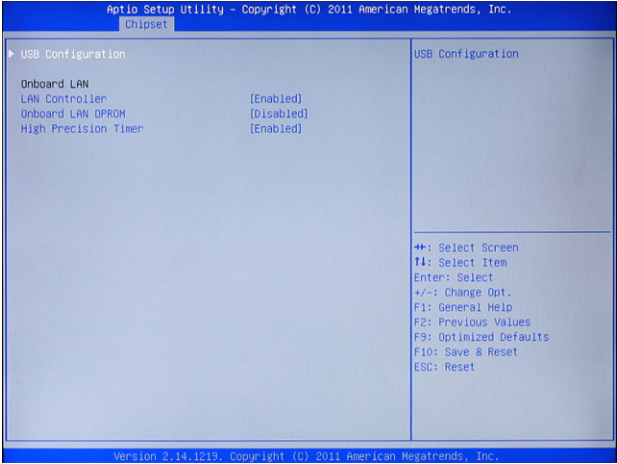 Aptio Setup Utility – Copyright (C) 2011 American Megatrends, Inc.
Chipset
▶ USB Configuration
Onboard LAN
LAN Controller [Enabled]
Onboard LAN OPROM [Disabled]
High Precision Timer [Enabled]
USB Configuration
→←: Select Screen
↑↓: Select Item
Enter: Select
+/-: Change Opt.
F1: General Help
F2: Previous Values
F9: Optimized Defaults
F10: Save & Reset
ESC: Reset
Version 2.14.1219. Copyright (C) 2011 American Megatrends, Inc.